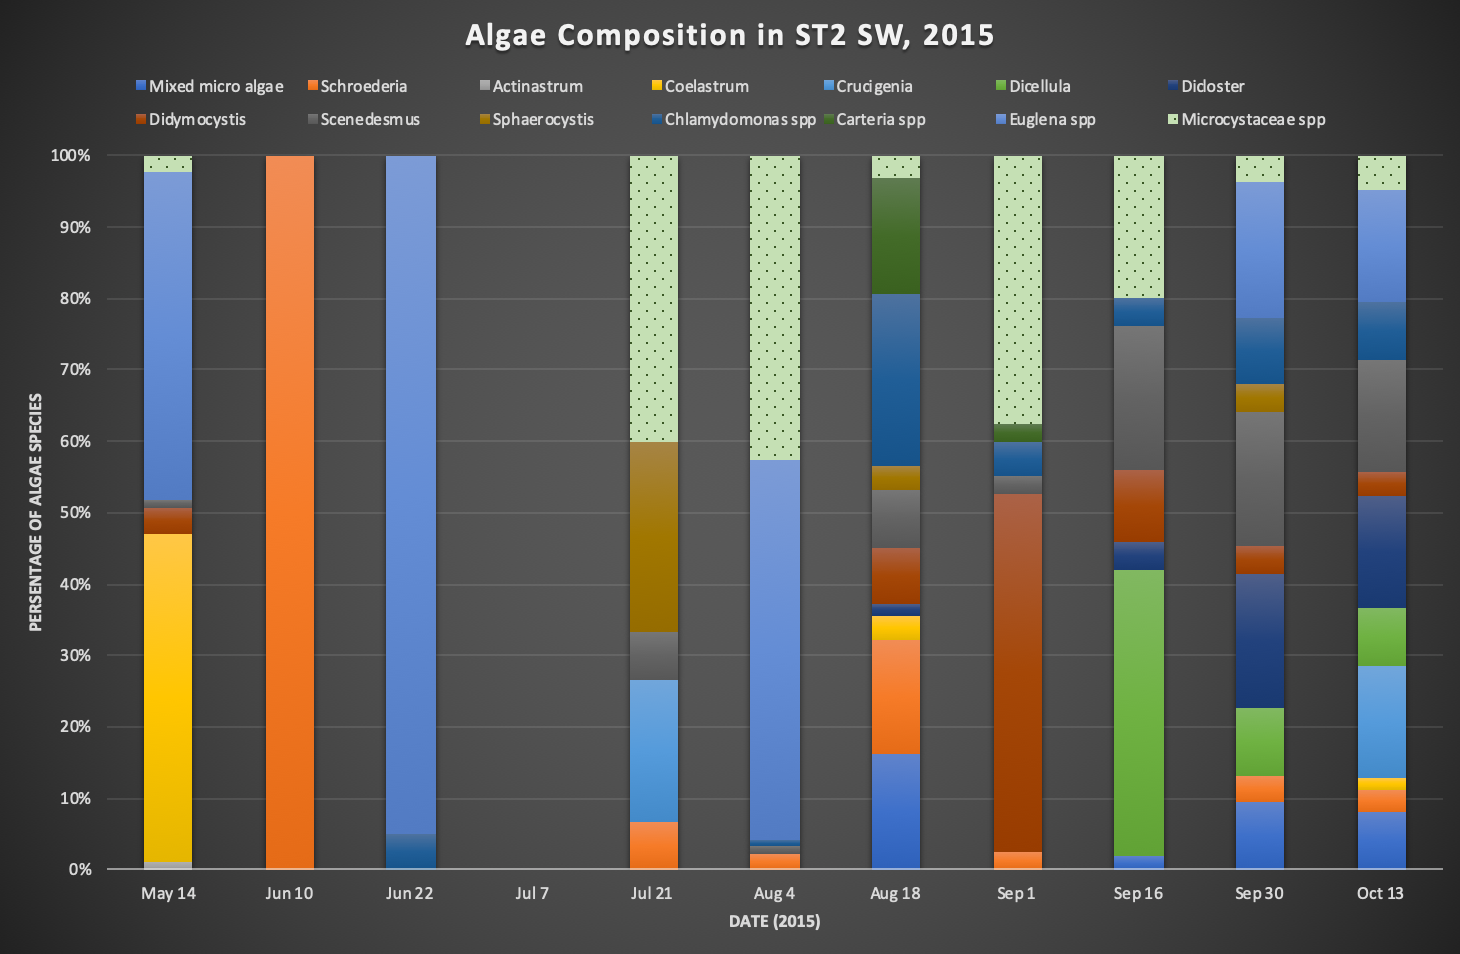 Algae Composition in ST2 SW, 2015
Mixed micro algae Schroederia Actinastrum Coelastrum Crucigenia Dicellula Dicloster
Didymocystis Scenedesmus Sphaerocystis Chlamydomonas spp Carteria spp Euglena spp Microcystaceae spp
100%
90%
80%
70%
60%
50%
40%
30%
20%
10%
0%
PERSENTAGE OF ALGAE SPECIES
May 14 Jun 10 Jun 22 Jul 7 Jul 21 Aug 4 Aug 18 Sep 1 Sep 16 Sep 30 Oct 13
DATE (2015)